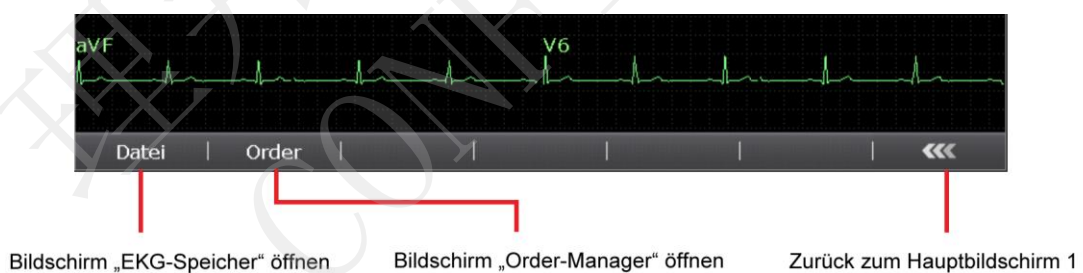 aVF V6
Datei | Order | | | | | <<<
Bildschirm „EKG-Speicher“ öffnen Bildschirm „Order-Manager“ öffnen Zurück zum Hauptbildschirm 1